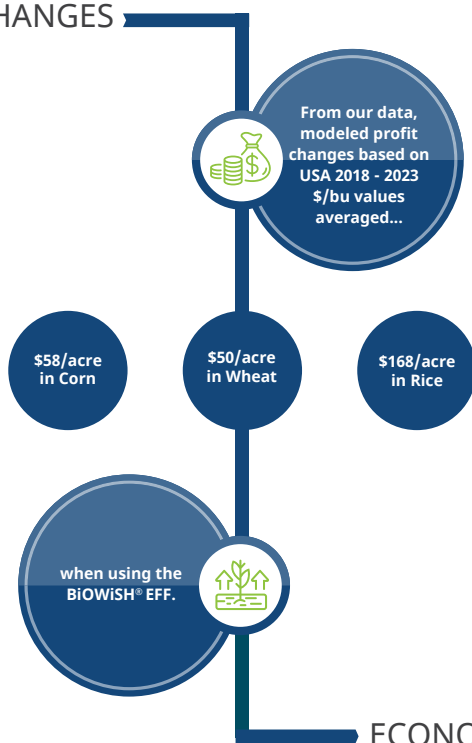 HANGES
From our data,
modeled profit
changes based on
USA 2018 - 2023
$/bu values
averaged...
$58/acre
in Corn
$50/acre
in Wheat
$168/acre
in Rice
when using the
BiOWiSH® EFF.
ECONO